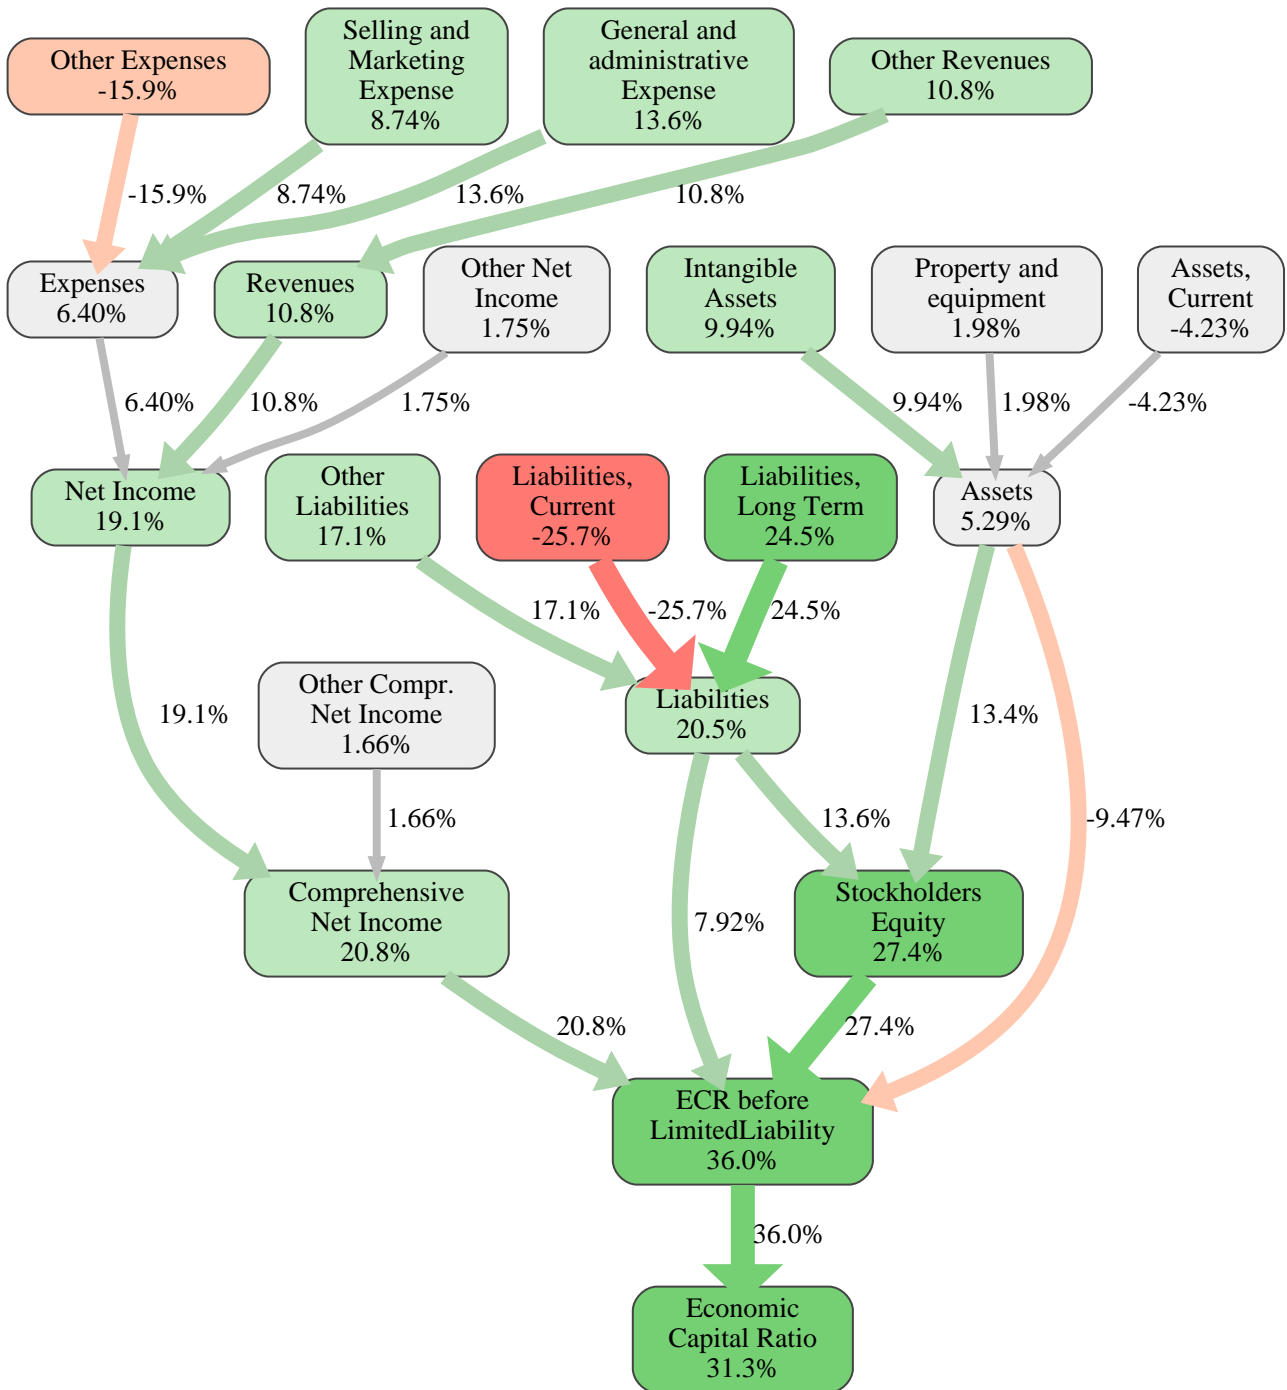 Other Expenses
-15.9%
Selling and
Marketing
Expense
8.74%
General and
administrative
Expense
13.6%
Other Revenues
10.8%
-15.9%
8.74%
13.6%
10.8%
Expenses
6.40%
Revenues
10.8%
Other Net
Income
1.75%
Intangible
Assets
9.94%
Property and
equipment
1.98%
Assets,
Current
-4.23%
6.40%
10.8%
1.75%
9.94%
1.98%
-4.23%
Net Income
19.1%
Other
Liabilities
17.1%
Liabilities,
Current
-25.7%
Liabilities,
Long Term
24.5%
Assets
5.29%
17.1%
-25.7%
24.5%
Other Compr.
Net Income
1.66%
Liabilities
20.5%
19.1%
13.4%
1.66%
13.6%
-9.47%
Comprehensive
Net Income
20.8%
7.92%
Stockholders
Equity
27.4%
20.8%
27.4%
ECR before
LimitedLiability
36.0%
36.0%
Economic
Capital Ratio
31.3%